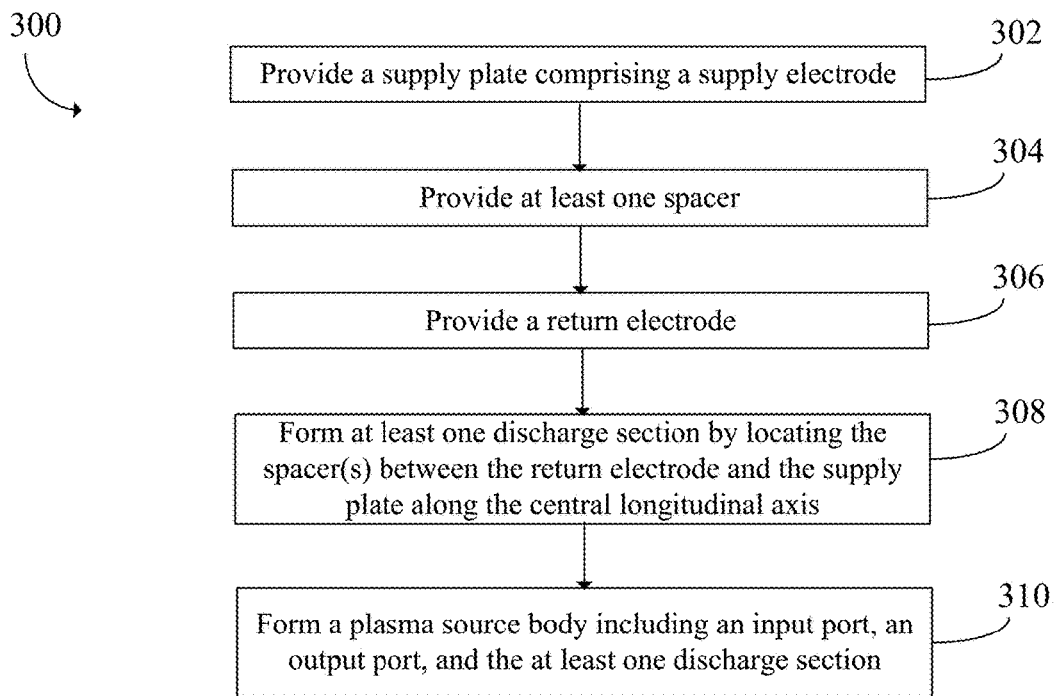 300
302
Provide a supply plate comprising a supply electrode
304
Provide at least one spacer
306
Provide a return electrode
308
Form at least one discharge section by locating the
spacer(s) between the return electrode and the supply
plate along the central longitudinal axis
310
Form a plasma source body including an input port, an
output port, and the at least one discharge section